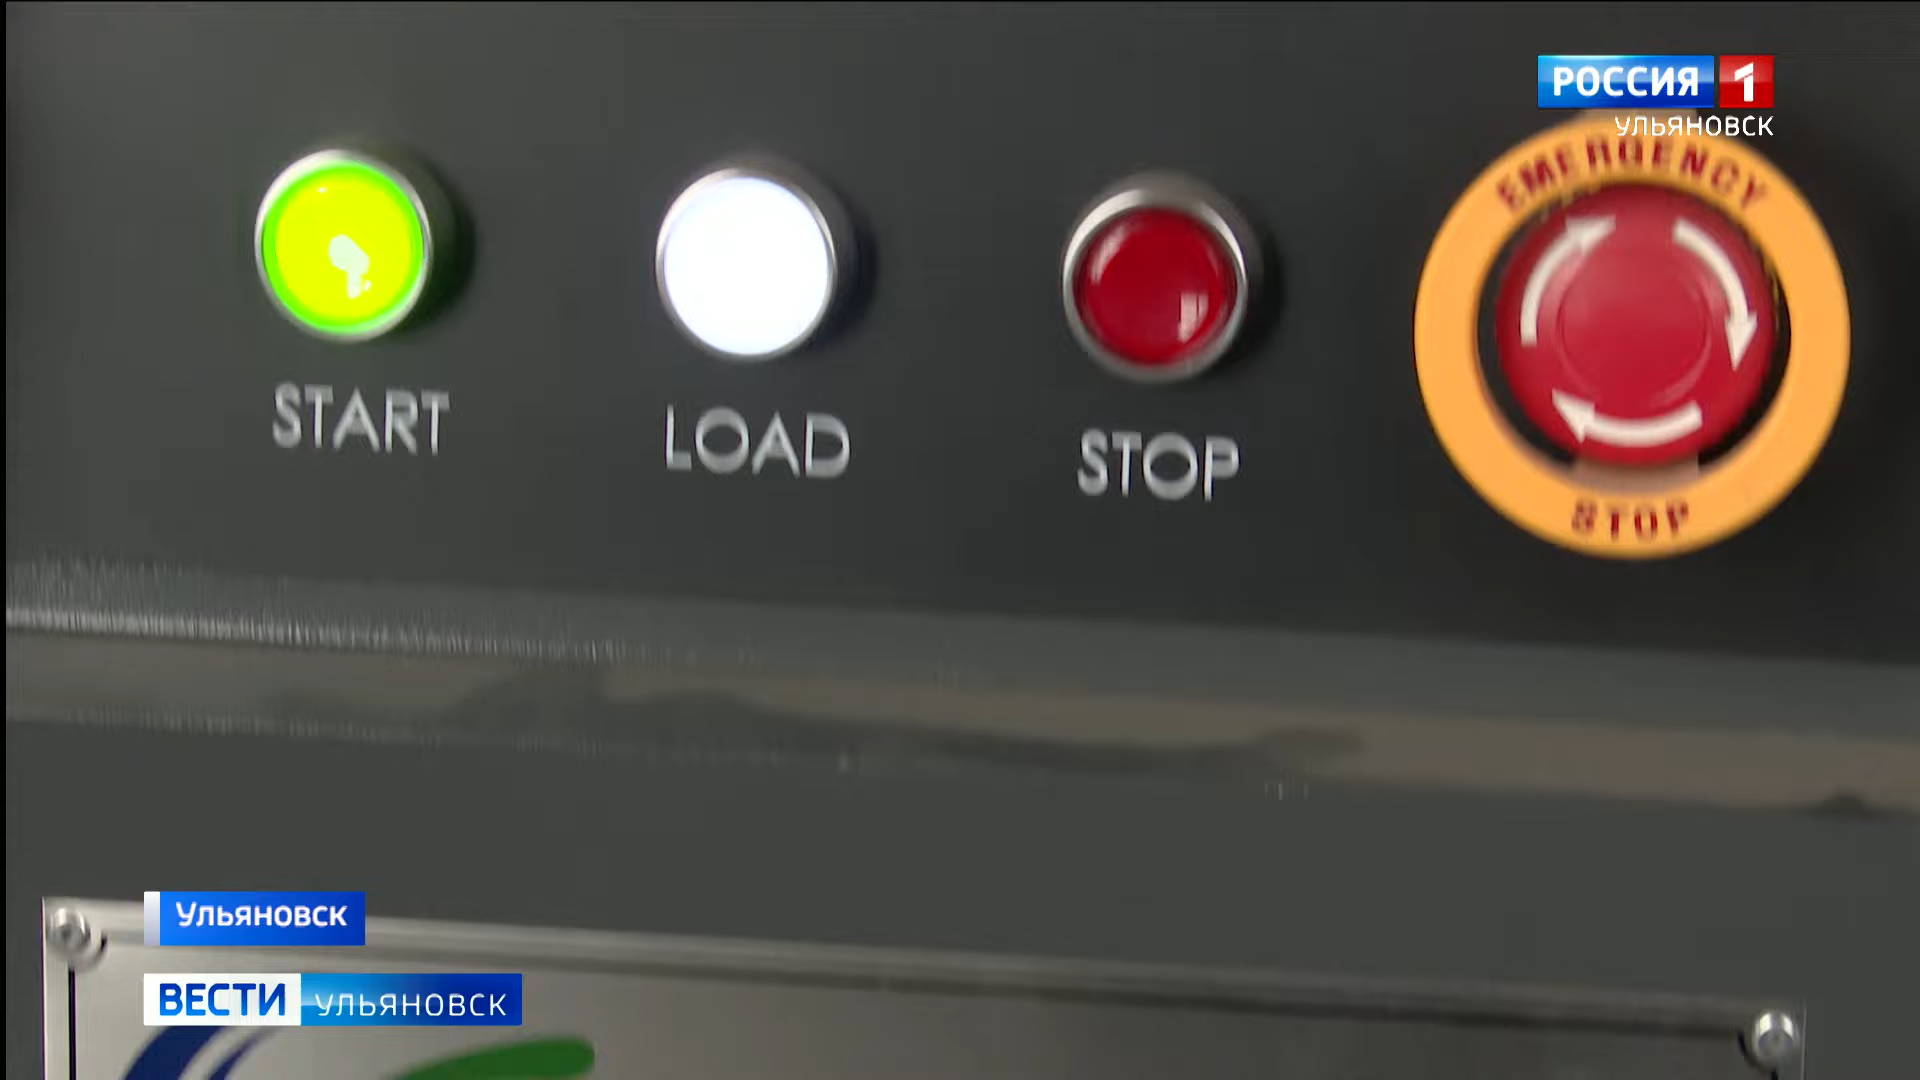 РОССИЯ 1
УЛЬЯНОВСК
EMERGENCY
START
LOAD
STOP
STOP
Ульяновск
ВЕСТИ УЛЬЯНОВСК